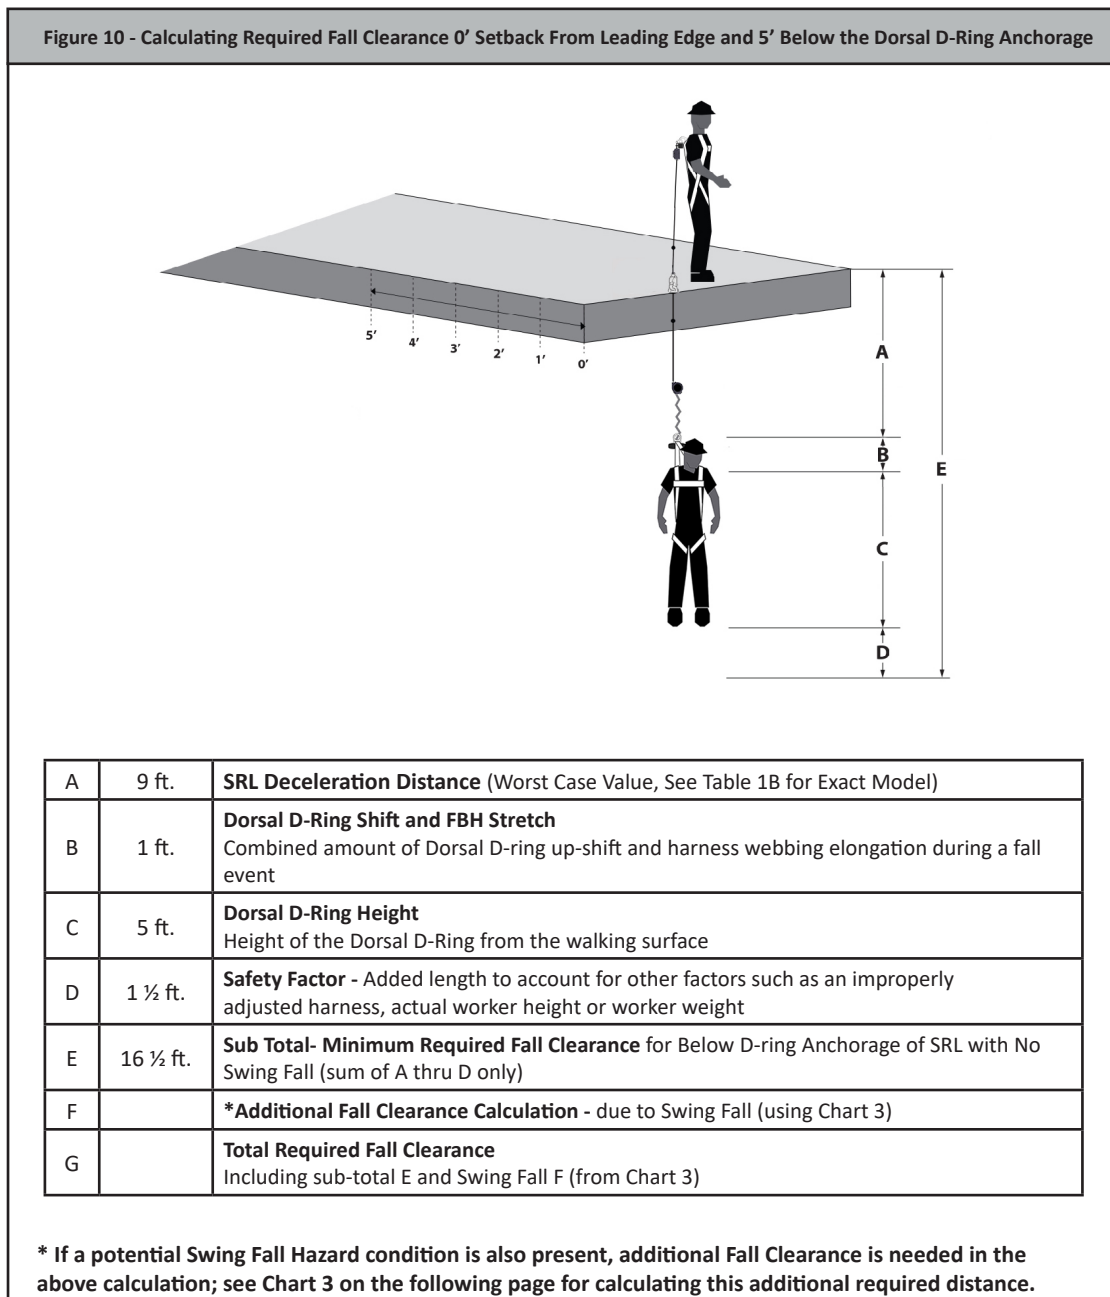 Figure 10 - Calculating Required Fall Clearance 0’ Setback From Leading Edge and 5’ Below the Dorsal D-Ring Anchorage
5’
4’
3’
2’
1’
0’
A
B
C
D
E
A
9 ft.
SRL Deceleration Distance (Worst Case Value, See Table 1B for Exact Model)
B
1 ft.
Dorsal D-Ring Shift and FBH Stretch
Combined amount of Dorsal D-ring up-shift and harness webbing elongation during a fall
event
C
5 ft.
Dorsal D-Ring Height
Height of the Dorsal D-Ring from the walking surface
D
1 ½ ft.
Safety Factor - Added length to account for other factors such as an improperly
adjusted harness, actual worker height or worker weight
E
16 ½ ft.
Sub Total- Minimum Required Fall Clearance for Below D-ring Anchorage of SRL with No
Swing Fall (sum of A thru D only)
F
*Additional Fall Clearance Calculation - due to Swing Fall (using Chart 3)
G
Total Required Fall Clearance
Including sub-total E and Swing Fall F (from Chart 3)
* If a potential Swing Fall Hazard condition is also present, additional Fall Clearance is needed in the
above calculation; see Chart 3 on the following page for calculating this additional required distance.